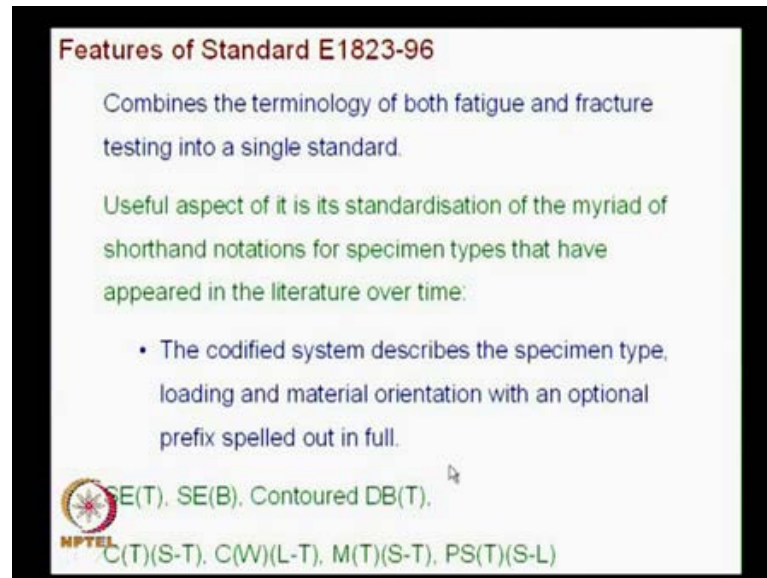 Features of Standard E1823-96
Combines the terminology of both fatigue and fracture
testing into a single standard.
Useful aspect of it is its standardisation of the myriad of
shorthand notations for specimen types that have
appeared in the literature over time:
• The codified system describes the specimen type,
loading and material orientation with an optional
prefix spelled out in full.
SE(T), SE(B), Contoured DB(T),
NPTEL
C(T)(S-T), C(W)(L-T), M(T)(S-T), PS(T)(S-L)